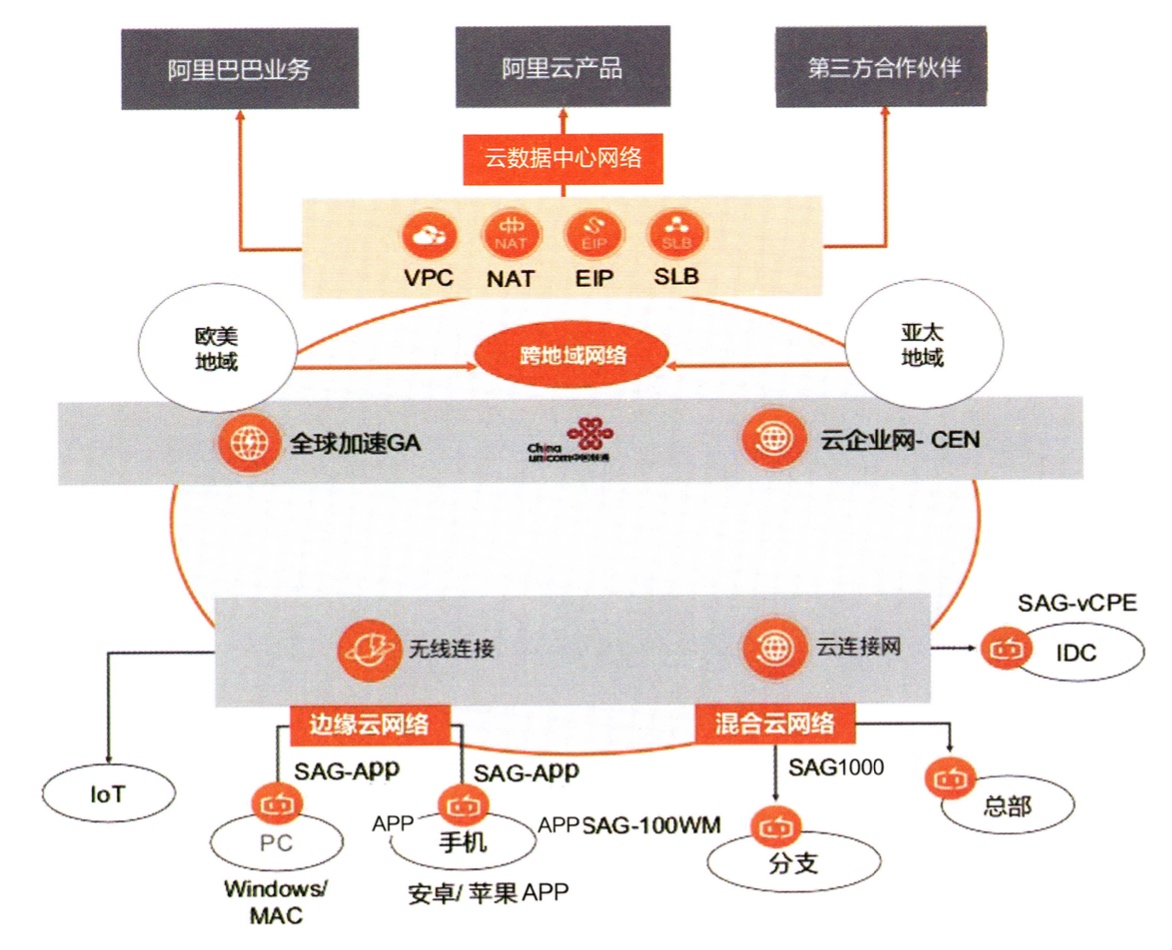 阿里巴巴业务
阿里云产品
第三方合作伙伴
云数据中心网络
NAT
EIP
SLB
VPC
NAT
EIP
SLB
欧美
地域
跨地域网络
亚太
地域
全球加速GA
China
unicom中国联通
云企业网- CEN
无线连接
云连接网
SAG-vCPE
IDC
边缘云网络
混合云网络
IoT
SAG-App
SAG-App
SAG1000
总部
PC
APP
手机
APP
SAG-100WM
分支
Windows/
MAC
安卓/ 苹果 APP